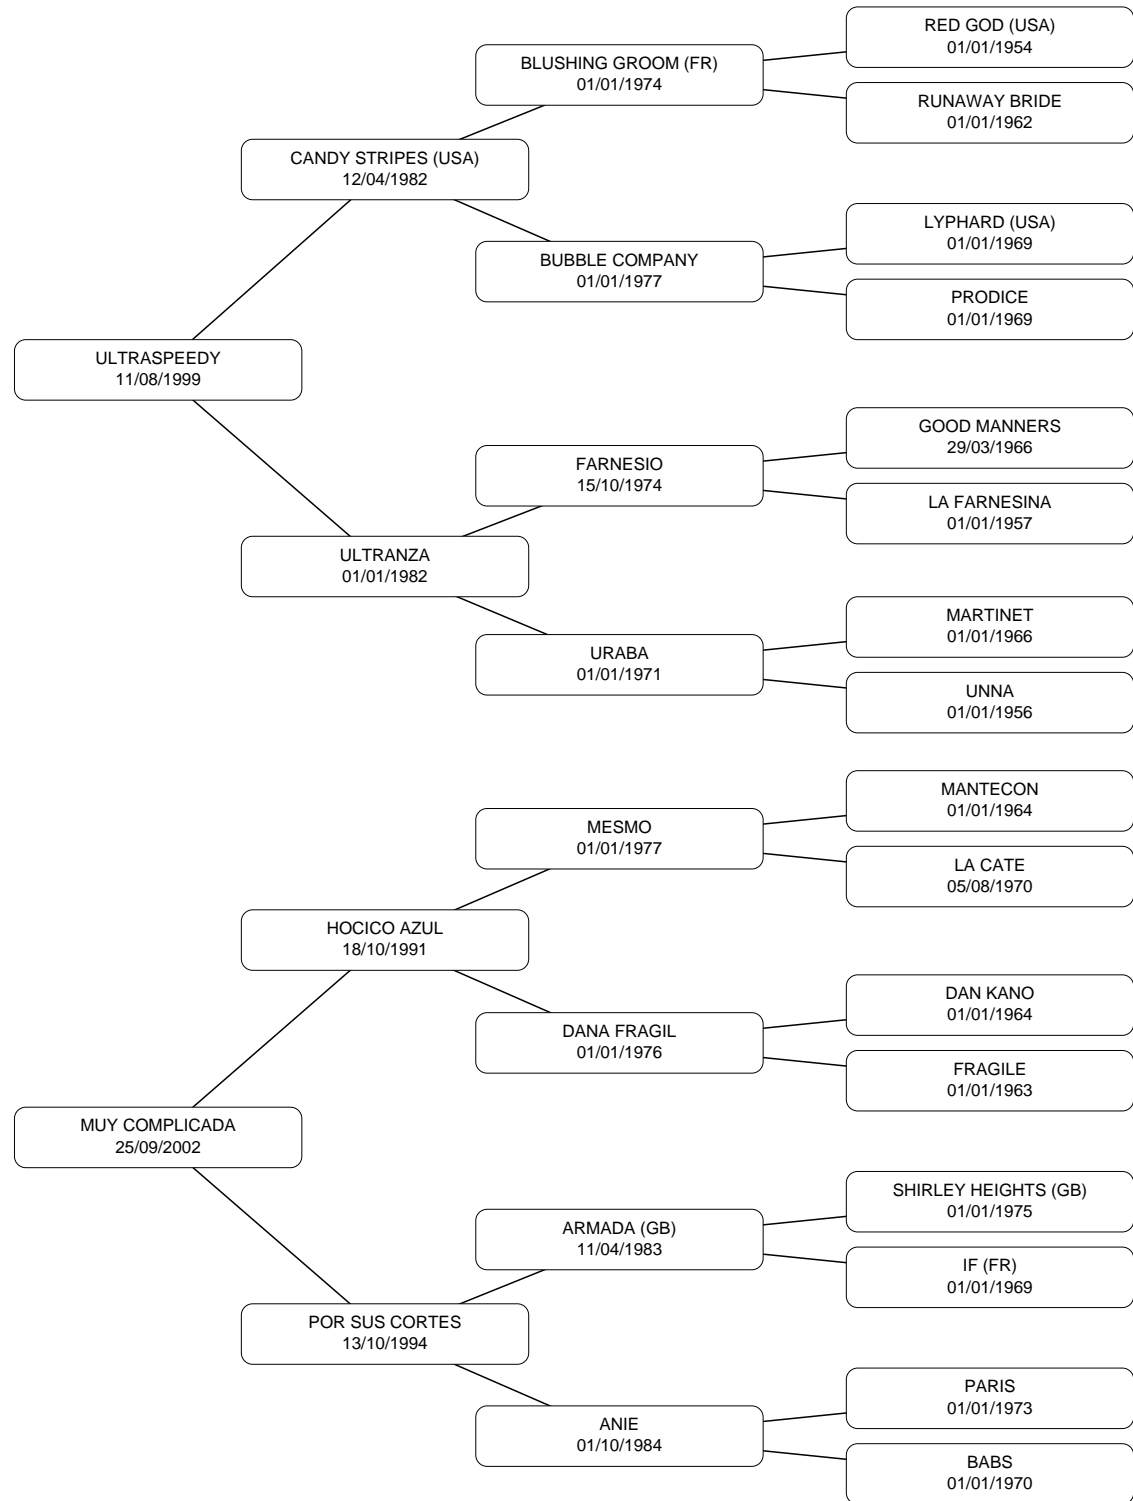 RED GOD (USA)
01/01/1954
BLUSHING GROOM (FR)
01/01/1974
RUNAWAY BRIDE
01/01/1962
CANDY STRIPES (USA)
12/04/1982
LYPHARD (USA)
01/01/1969
BUBBLE COMPANY
01/01/1977
PRODICE
01/01/1969
ULTRASPEEDY
11/08/1999
GOOD MANNERS
29/03/1966
FARNESIO
15/10/1974
LA FARNESINA
01/01/1957
ULTRANZA
01/01/1982
MARTINET
01/01/1966
URABA
01/01/1971
UNNA
01/01/1956
MANTECON
01/01/1964
MESMO
01/01/1977
LA CATE
05/08/1970
HOCICO AZUL
18/10/1991
DAN KANO
01/01/1964
DANA FRAGIL
01/01/1976
FRAGILE
01/01/1963
MUY COMPLICADA
25/09/2002
SHIRLEY HEIGHTS (GB)
01/01/1975
ARMADA (GB)
11/04/1983
IF (FR)
01/01/1969
POR SUS CORTES
13/10/1994
PARIS
01/01/1973
ANIE
01/10/1984
BABS
01/01/1970